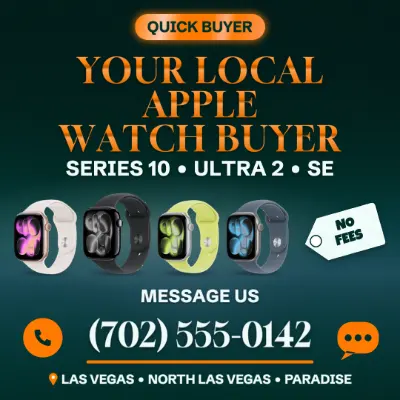 QUICK BUYER
YOUR LOCAL
APPLE
WATCH BUYER
SERIES 10 • ULTRA 2 • SE
NO
FEES
MESSAGE US
(702) 555-0142
LAS VEGAS • NORTH LAS VEGAS • PARADISE